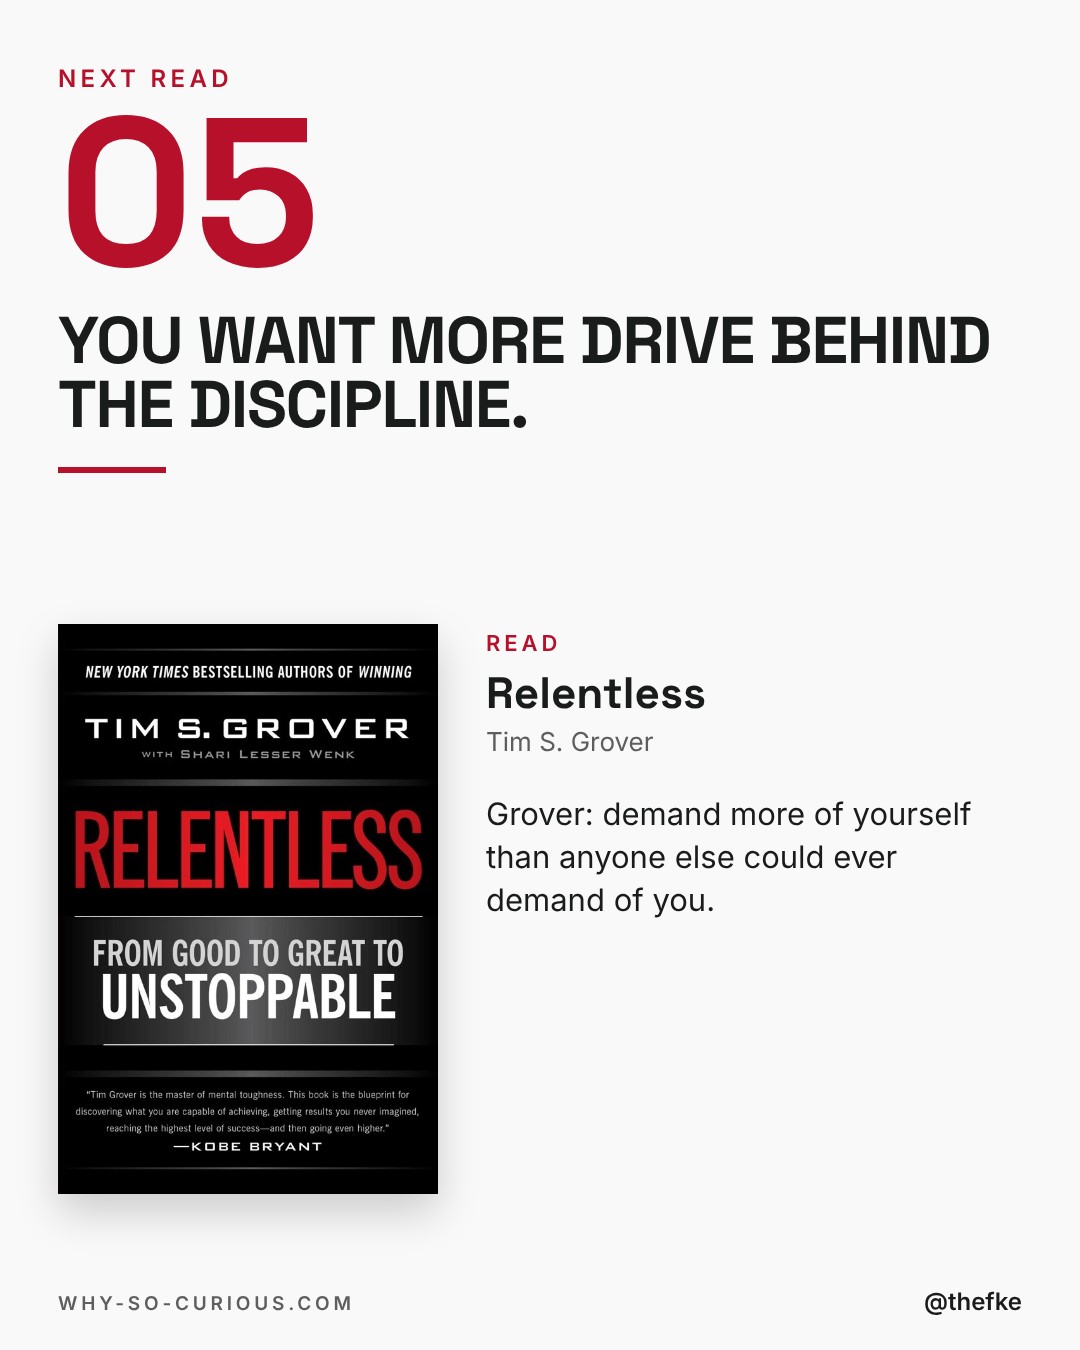 NEXT READ
05
YOU WANT MORE DRIVE BEHIND
THE DISCIPLINE.
NEW YORK TIMES BESTSELLING AUTHORS OF WINNING
TIM S. GROVER
WITH SHARI LESSER WENK
RELENTLESS
FROM GOOD TO GREAT TO
UNSTOPPABLE
"Tim Grover is the master of mental toughness. This book is the blueprint for
discovering what you are capable of achieving, getting results you never imagined,
reaching the highest level of success—and then going even higher."
—KOBE BRYANT
READ
Relentless
Tim S. Grover
Grover: demand more of yourself
than anyone else could ever
demand of you.
WHY-SO-CURIOUS.COM
@thefke